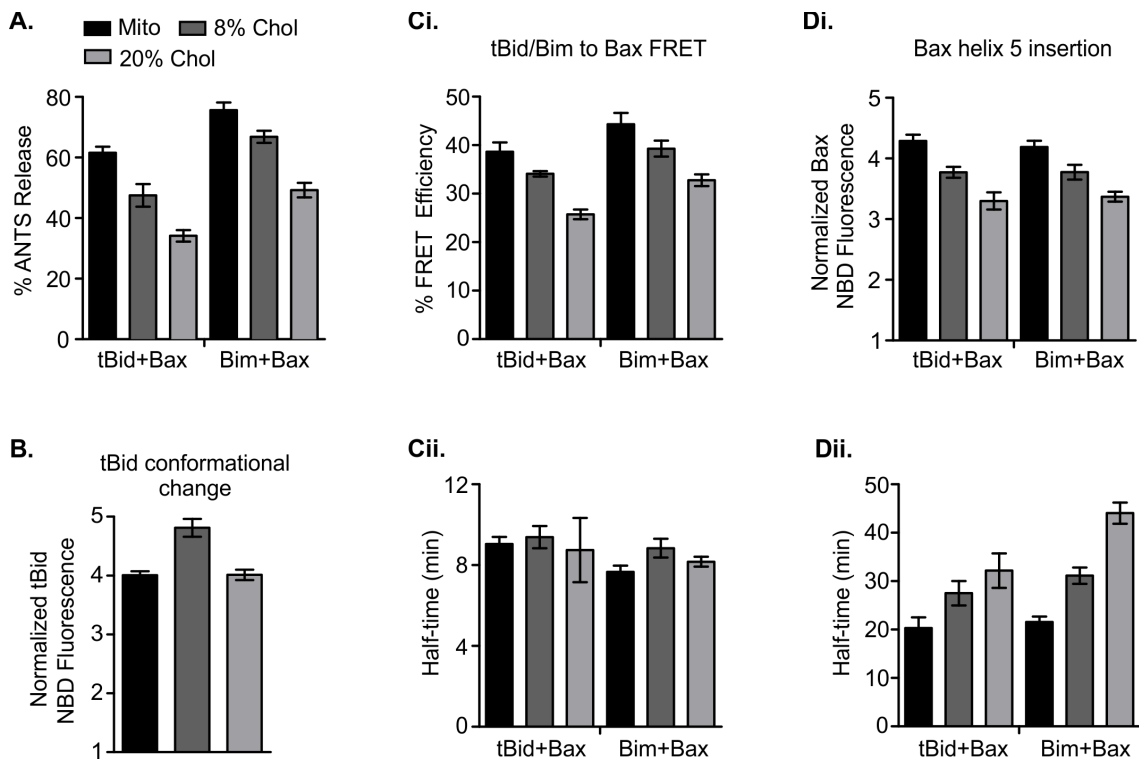 A.
Mito
8% Chol
20% Chol
% ANTS Release
80
60
40
20
0
tBid+Bax
Bim+Bax
Ci.
tBid/Bim to Bax FRET
% FRET Efficiency
50
40
30
20
10
0
tBid+Bax
Bim+Bax
Di.
Bax helix 5 insertion
Normalized Bax
NBD Fluorescence
5
4
3
2
1
tBid+Bax
Bim+Bax
B.
tBid conformational
change
Normalized tBid
NBD Fluorescence
5
4
3
4
1
Cii.
Half-time (min)
12
8
4
0
tBid+Bax
Bim+Bax
Dii.
Half-time (min)
50
40
30
20
10
0
tBid+Bax
Bim+Bax